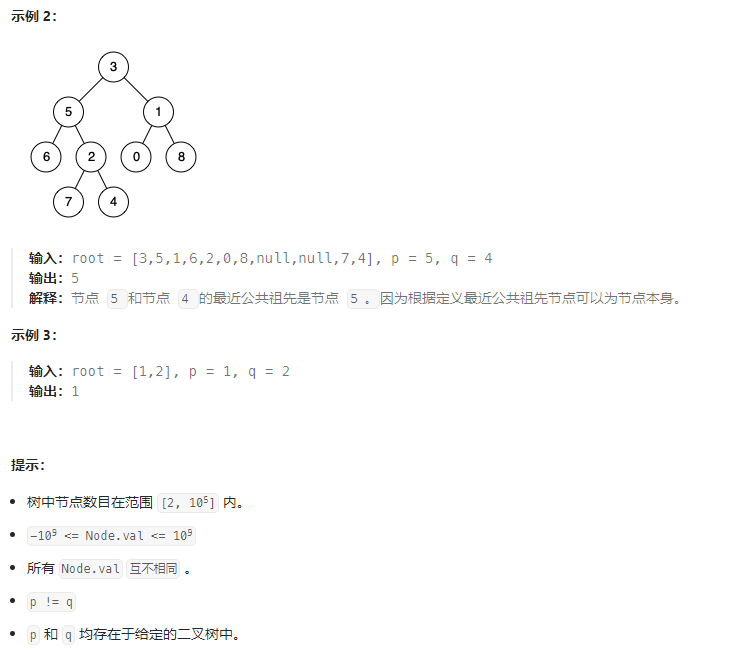 示例 2：
3
5 1
6 2 0 8
7 4
输入：root = [3,5,1,6,2,0,8,null,null,7,4], p = 5, q = 4
输出：5
解释：节点 5 和节点 4 的最近公共祖先是节点 5 。因为根据定义最近公共祖先节点可以为节点本身。
示例 3：
输入：root = [1,2], p = 1, q = 2
输出：1
提示：
树中节点数目在范围 [2, 10⁵] 内。
-10⁹ <= Node.val <= 10⁹
所有 Node.val 互不相同 。
p != q
p 和 q 均存在于给定的二叉树中。